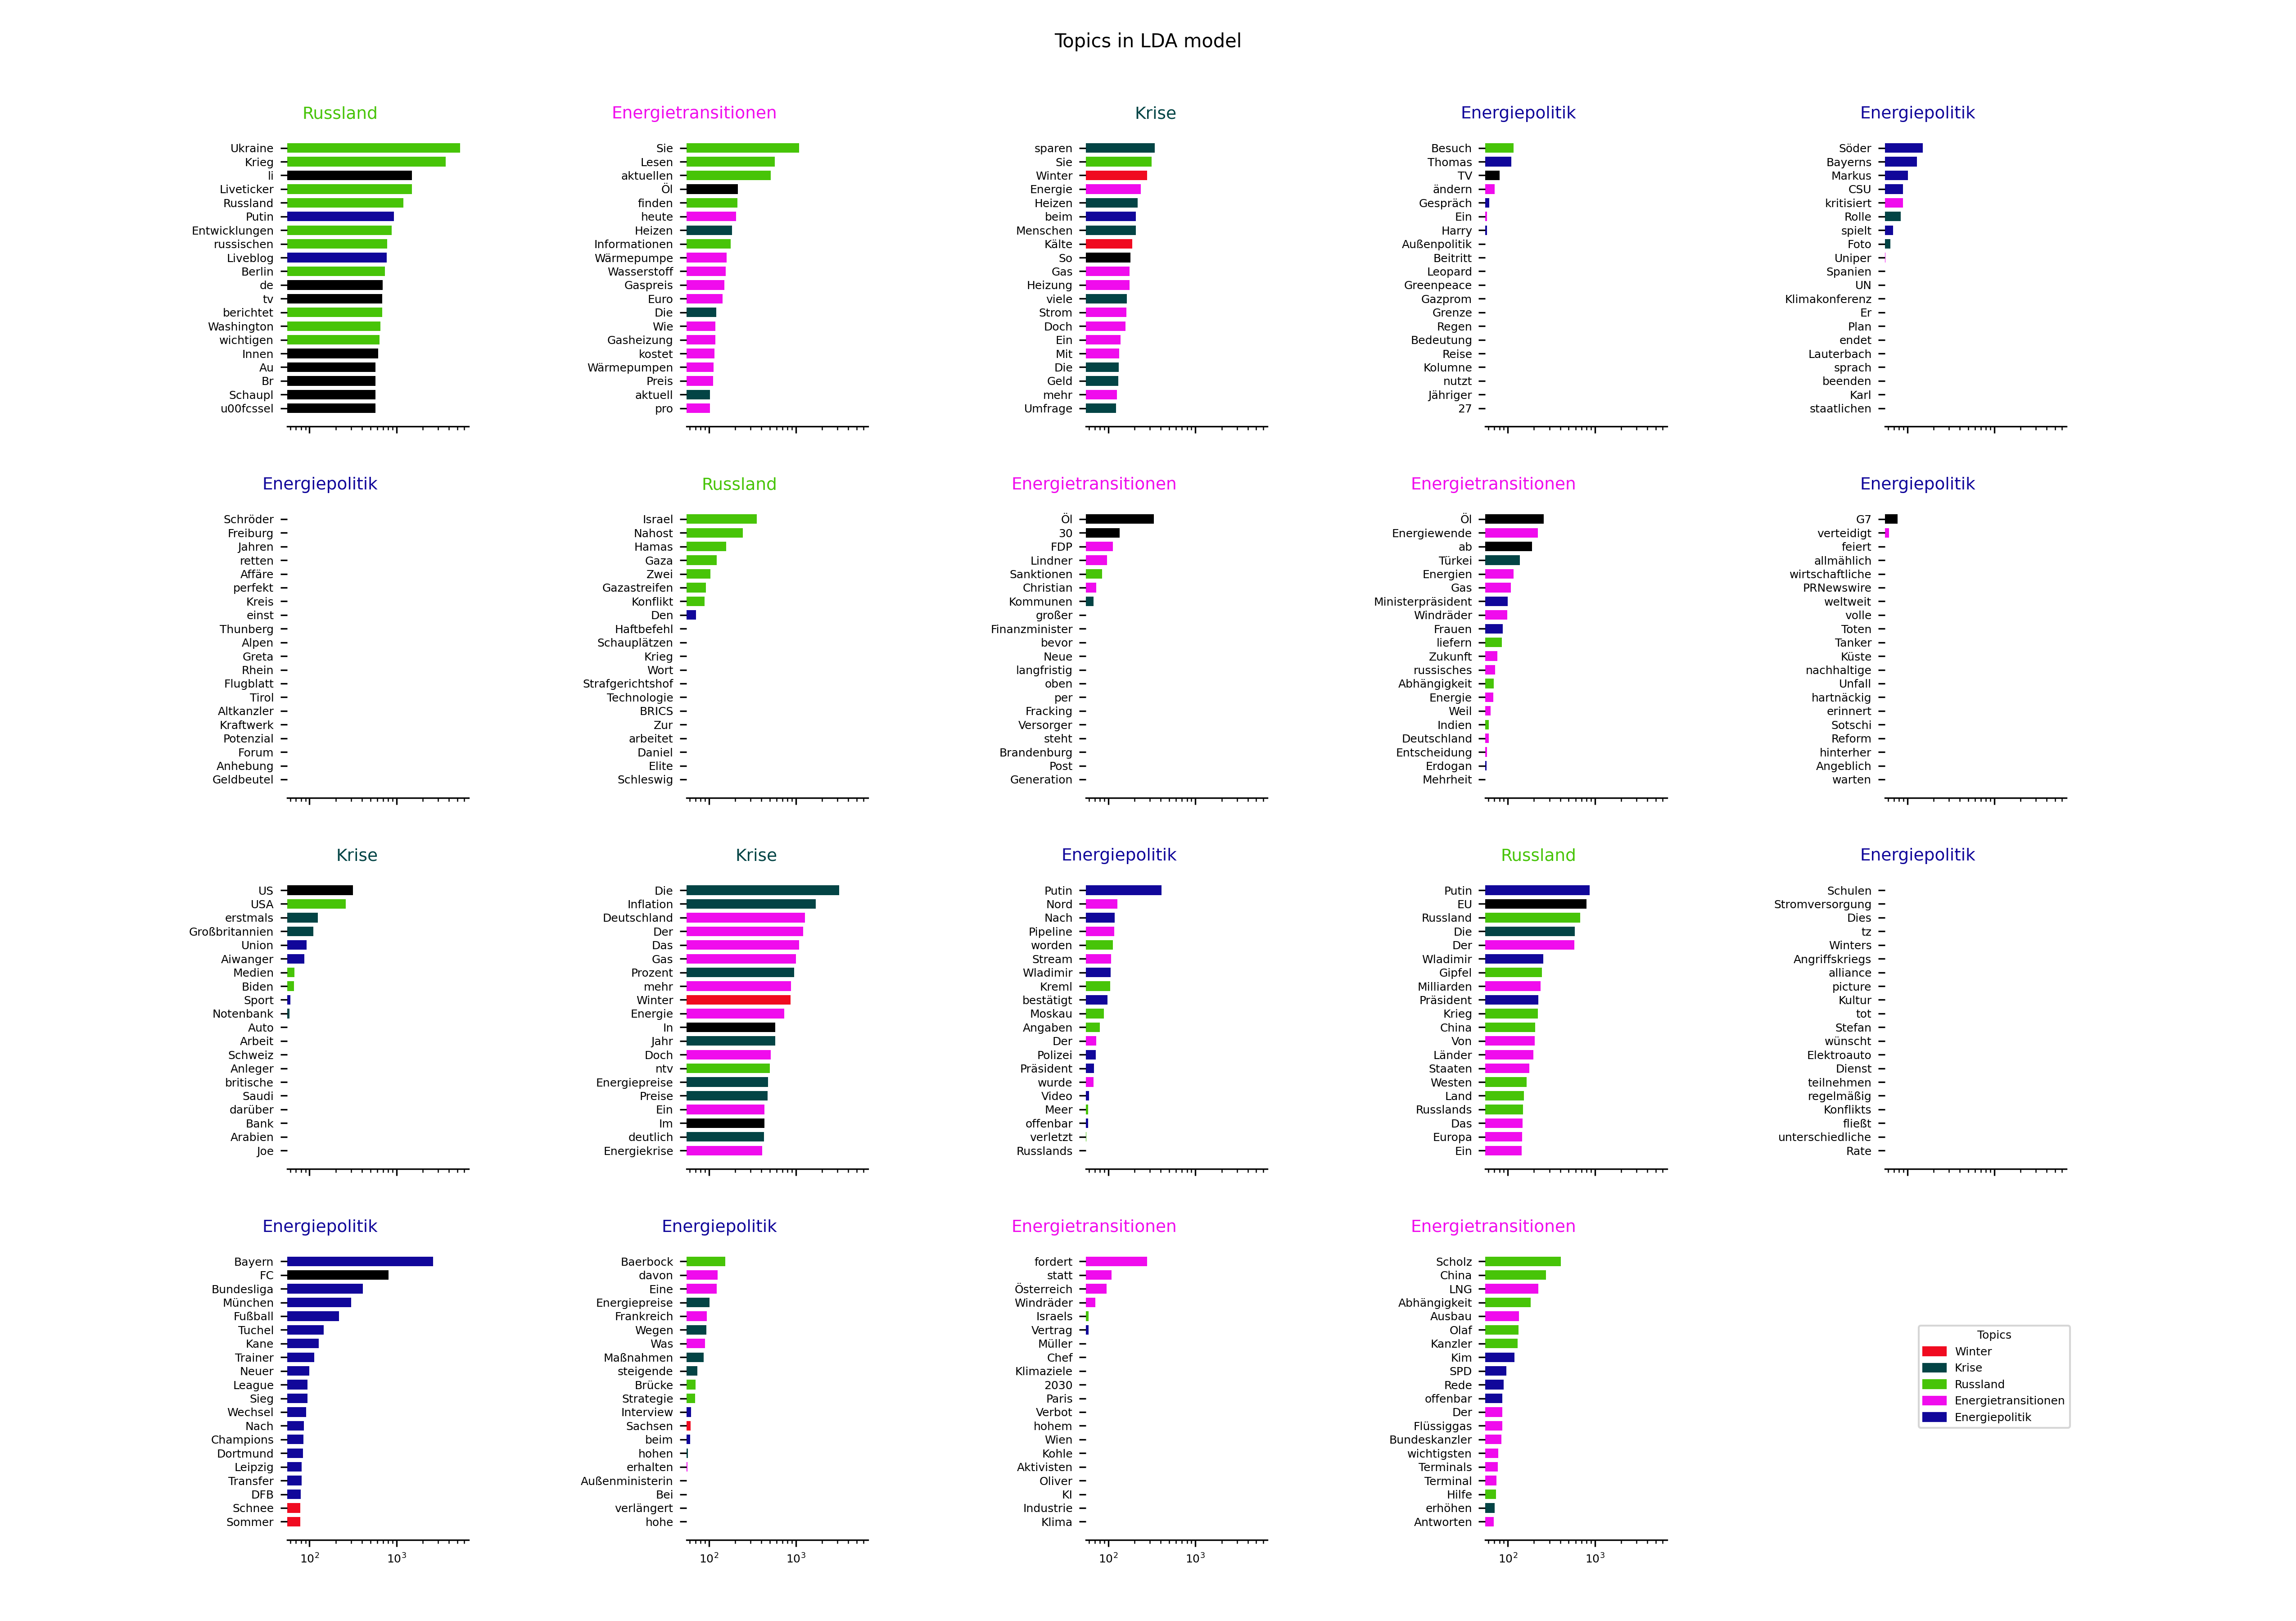 Topics in LDA model
Russland
Ukraine
Krieg
li
Liveticker
Russland
Putin
Entwicklungen
russischen
Liveblog
Berlin
de
tv
berichtet
Washington
wichtigen
Innen
Au
Br
Schaupl
u00fcssel
Energietransitionen
Sie
Lesen
aktuellen
Öl
finden
heute
Heizen
Informationen
Wärmepumpe
Wasserstoff
Gaspreis
Euro
Die
Wie
Gasheizung
kostet
Wärmepumpen
Preis
aktuell
pro
Krise
sparen
Sie
Winter
Energie
Heizen
beim
Menschen
Kälte
So
Gas
Heizung
viele
Strom
Doch
Ein
Mit
Die
Geld
mehr
Umfrage
Energiepolitik
Besuch
Thomas
TV
ändern
Gespräch
Ein
Harry
Außenpolitik
Beitritt
Leopard
Greenpeace
Gazprom
Grenze
Regen
Bedeutung
Reise
Kolumne
nutzt
Jähriger
27
Energiepolitik
Söder
Bayerns
Markus
CSU
kritisiert
Rolle
spielt
Foto
Uniper
Spanien
UN
Klimakonferenz
Er
Plan
endet
Lauterbach
sprach
beenden
Karl
staatlichen
Energiepolitik
Schröder
Freiburg
Jahren
retten
Affäre
perfekt
Kreis
einst
Thunberg
Alpen
Greta
Rhein
Flugblatt
Tirol
Altkanzler
Kraftwerk
Potenzial
Forum
Anhebung
Geldbeutel
Russland
Israel
Nahost
Hamas
Gaza
Zwei
Gazastreifen
Konflikt
Den
Haftbefehl
Schauplätzen
Krieg
Wort
Strafgerichtshof
Technologie
BRICS
Zur
arbeitet
Daniel
Elite
Schleswig
Energietransitionen
Öl
30
FDP
Lindner
Sanktionen
Christian
Kommunen
großer
Finanzminister
bevor
Neue
langfristig
oben
per
Fracking
Versorger
steht
Brandenburg
Post
Generation
Energietransitionen
Öl
Energiewende
ab
Türkei
Energien
Gas
Ministerpräsident
Windräder
Frauen
liefern
Zukunft
russisches
Abhängigkeit
Energie
Weil
Indien
Deutschland
Entscheidung
Erdogan
Mehrheit
Energiepolitik
G7
verteidigt
feiert
allmählich
wirtschaftliche
PRNewswire
weltweit
volle
Toten
Tanker
Küste
nachhaltige
Unfall
hartnäckig
erinnert
Sotschi
Reform
hinterher
Angeblich
warten
Krise
US
USA
erstmals
Großbritannien
Union
Aiwanger
Medien
Biden
Sport
Notenbank
Auto
Arbeit
Schweiz
Anleger
britische
Saudi
darüber
Bank
Arabien
Joe
Krise
Die
Inflation
Deutschland
Der
Das
Gas
Prozent
mehr
Winter
Energie
In
Jahr
Doch
ntv
Energiepreise
Preise
Ein
Im
deutlich
Energiekrise
Energiepolitik
Putin
Nord
Nach
Pipeline
worden
Stream
Wladimir
Kreml
bestätigt
Moskau
Angaben
Der
Polizei
Präsident
wurde
Video
Meer
offenbar
verletzt
Russlands
Russland
Putin
EU
Russland
Die
Der
Wladimir
Gipfel
Milliarden
Präsident
Krieg
China
Von
Länder
Staaten
Westen
Land
Russlands
Das
Europa
Ein
Energiepolitik
Schulen
Stromversorgung
Dies
tz
Winters
Angriffskriegs
alliance
picture
Kultur
tot
Stefan
wünscht
Elektroauto
Dienst
teilnehmen
regelmäßig
Konflikts
fließt
unterschiedliche
Rate
Energiepolitik
Bayern
FC
Bundesliga
München
Fußball
Tuchel
Kane
Trainer
Neuer
League
Sieg
Wechsel
Nach
Champions
Dortmund
Leipzig
Transfer
DFB
Schnee
Sommer
10² 10³
Energiepolitik
Baerbock
davon
Eine
Energiepreise
Frankreich
Wegen
Was
Maßnahmen
steigende
Brücke
Strategie
Interview
Sachsen
beim
hohen
erhalten
Außenministerin
Bei
verlängert
hohe
10² 10³
Energietransitionen
fordert
statt
Österreich
Windräder
Israels
Vertrag
Müller
Chef
Klimaziele
2030
Paris
Verbot
hohem
Wien
Kohle
Aktivisten
Oliver
KI
Industrie
Klima
10² 10³
Energietransitionen
Scholz
China
LNG
Abhängigkeit
Ausbau
Olaf
Kanzler
Kim
SPD
Rede
offenbar
Der
Flüssiggas
Bundeskanzler
wichtigsten
Terminals
Terminal
Hilfe
erhöhen
Antworten
10² 10³
Topics
Winter
Krise
Russland
Energietransitionen
Energiepolitik